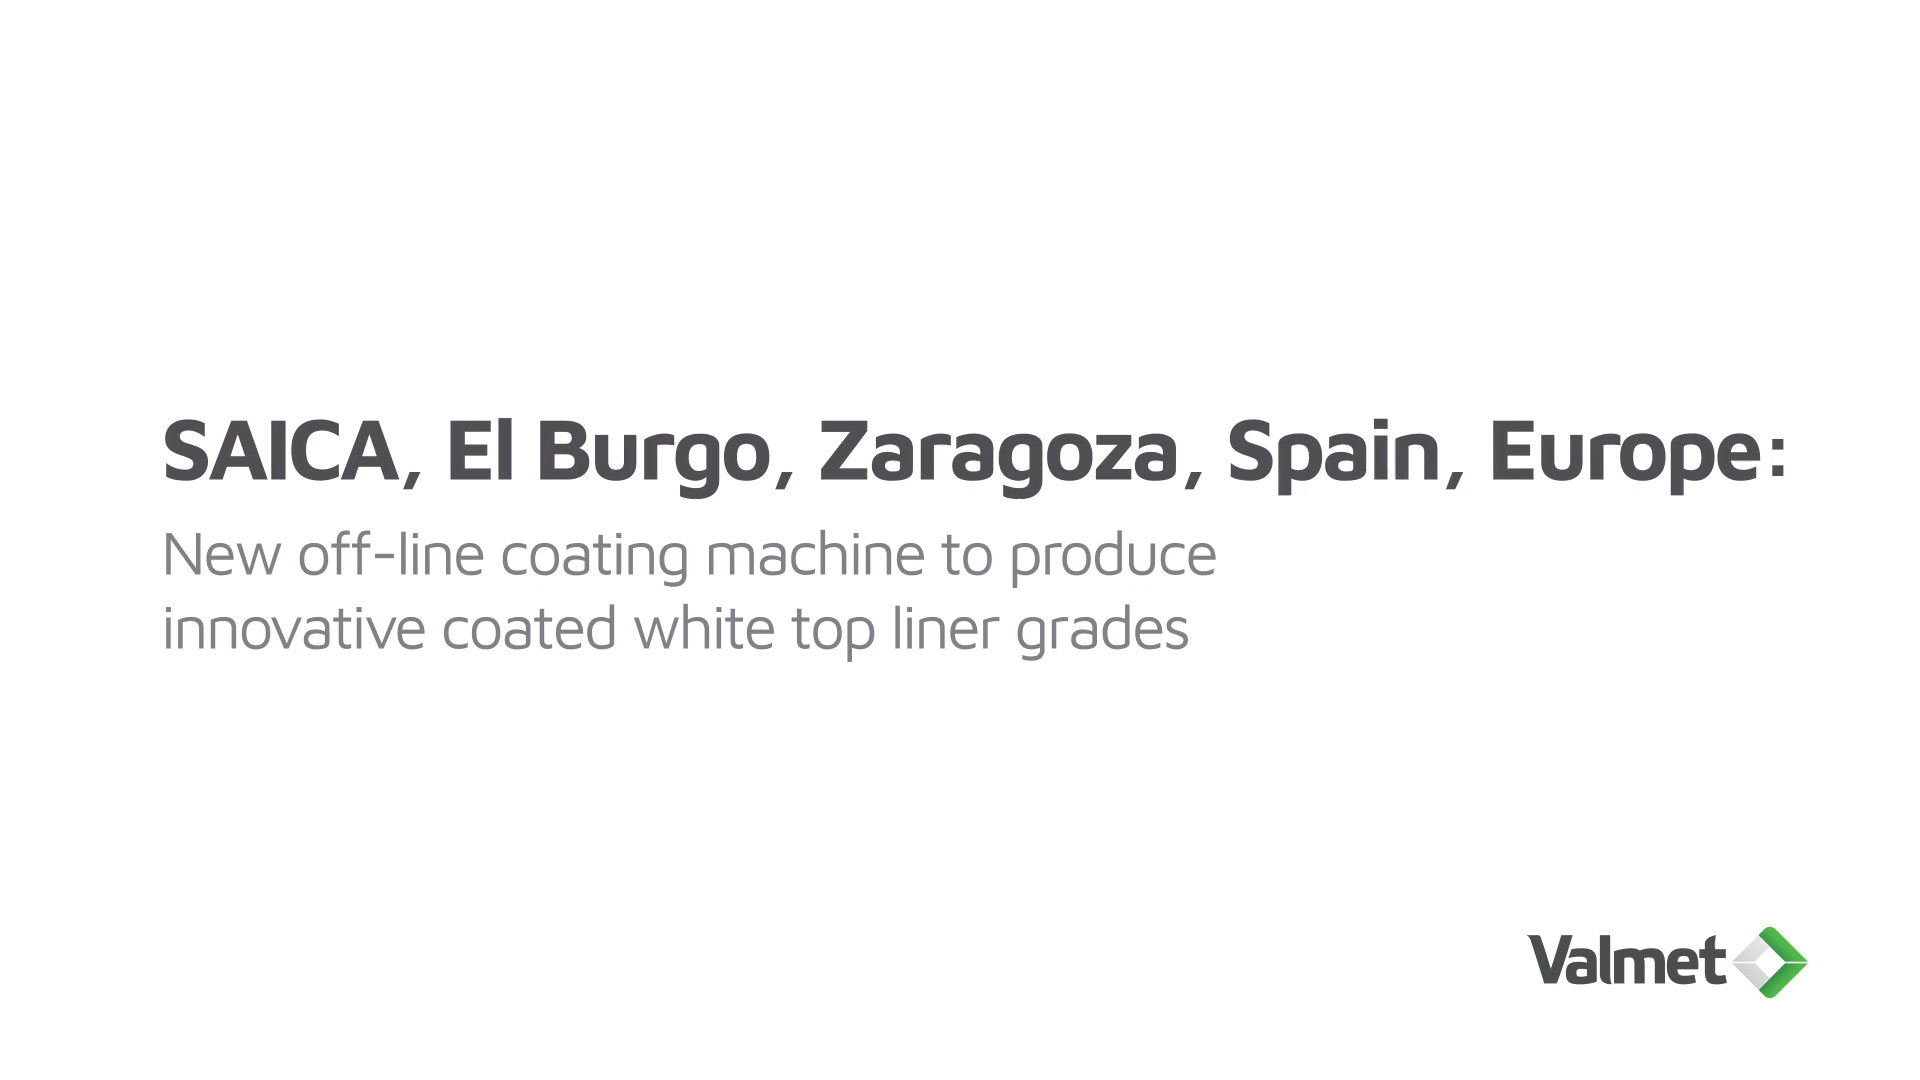 SAICA, El Burgo, Zaragoza, Spain, Europe:
New off-line coating machine to produce
innovative coated white top liner grades
Valmet